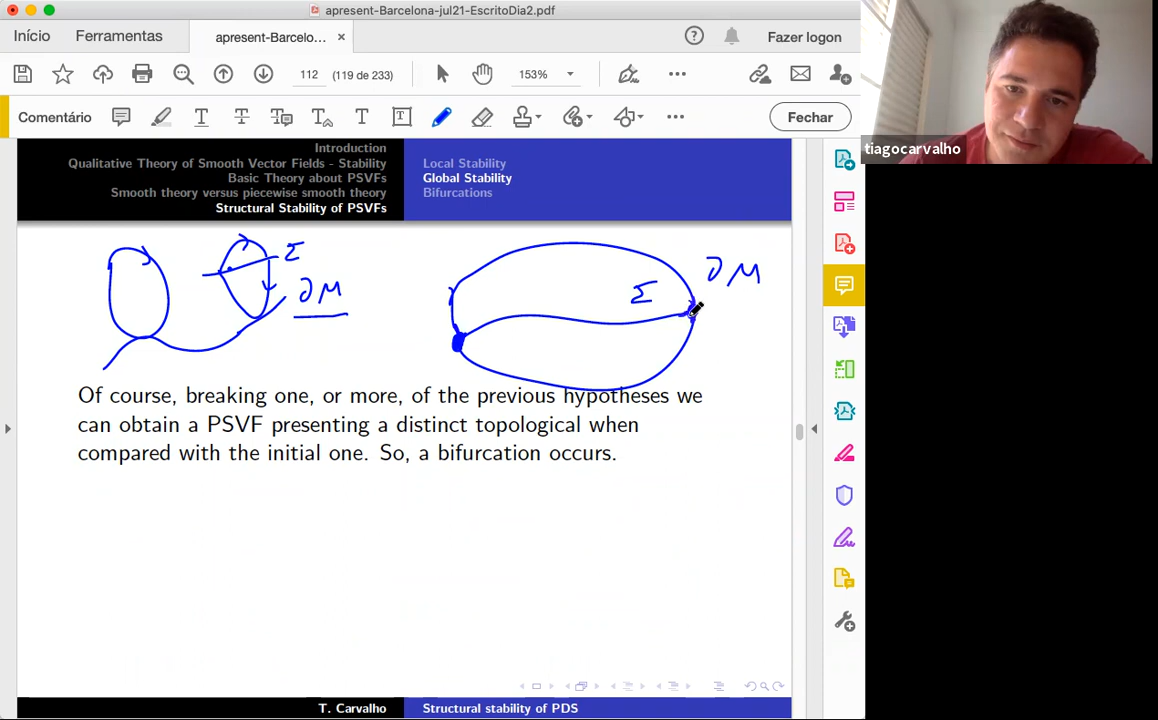 apresent-Barcelona-jul21-EscritoDia2.pdf
Início
Ferramentas
apresent-Barcelo...
Fazer logon
112
(119 de 233)
153%
Comentário
Fechar
tiagocarvalho
Introduction
Qualitative Theory of Smooth Vector Fields - Stability
Basic Theory about PSVFs
Smooth theory versus piecewise smooth theory
Structural Stability of PSVFs
Local Stability
Global Stability
Bifurcations
Σ
∂M
Σ
∂M
Of course, breaking one, or more, of the previous hypotheses we
can obtain a PSVF presenting a distinct topological when
compared with the initial one. So, a bifurcation occurs.
T. Carvalho
Structural stability of PDS